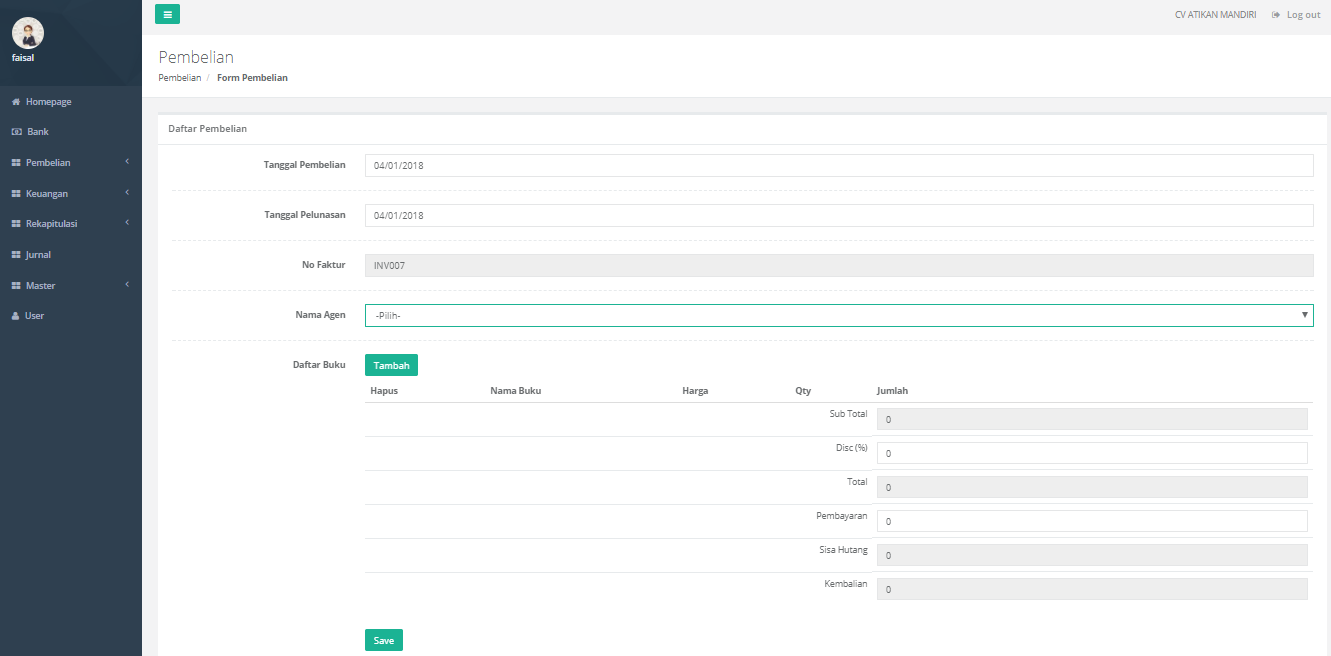 CV ATIKAN MANDIRI Log out
faisal
Homepage
Bank
Pembelian
Keuangan
Rekapitulasi
Jurnal
Master
User
Pembelian
Pembelian / Form Pembelian
Daftar Pembelian
Tanggal Pembelian 04/01/2018
Tanggal Pelunasan 04/01/2018
No Faktur INV007
Nama Agen -Pilih-
Daftar Buku Tambah
Hapus Nama Buku Harga Qty Jumlah
Sub Total 0
Disc (%) 0
Total 0
Pembayaran 0
Sisa Hutang 0
Kembalian 0
Save